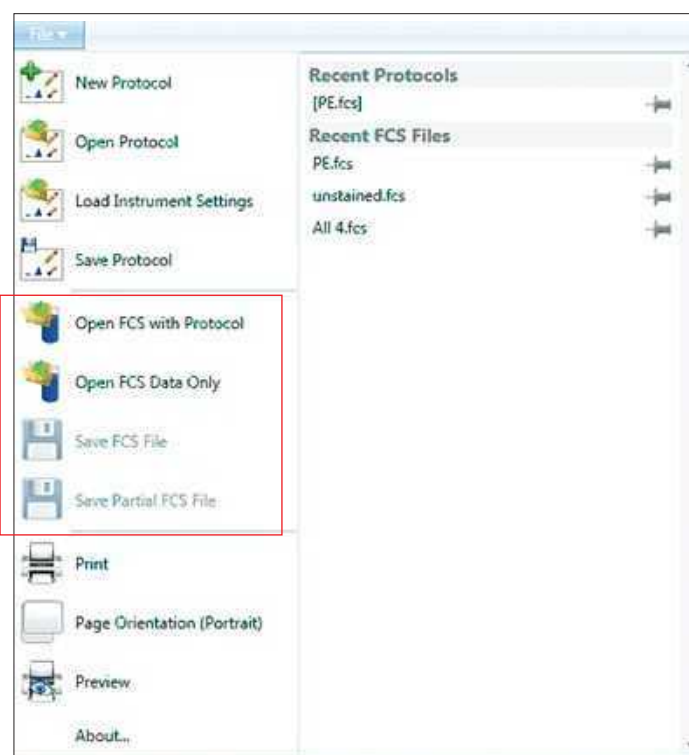 File
New Protocol
Open Protocol
Load Instrument Settings
Save Protocol
Open FCS with Protocol
Open FCS Data Only
Save FCS File
Save Partial FCS File
Print
Page Orientation (Portrait)
Preview
About...
Recent Protocols
[PE.fcs]
Recent FCS Files
PE.fcs
unstained.fcs
All 4.fcs